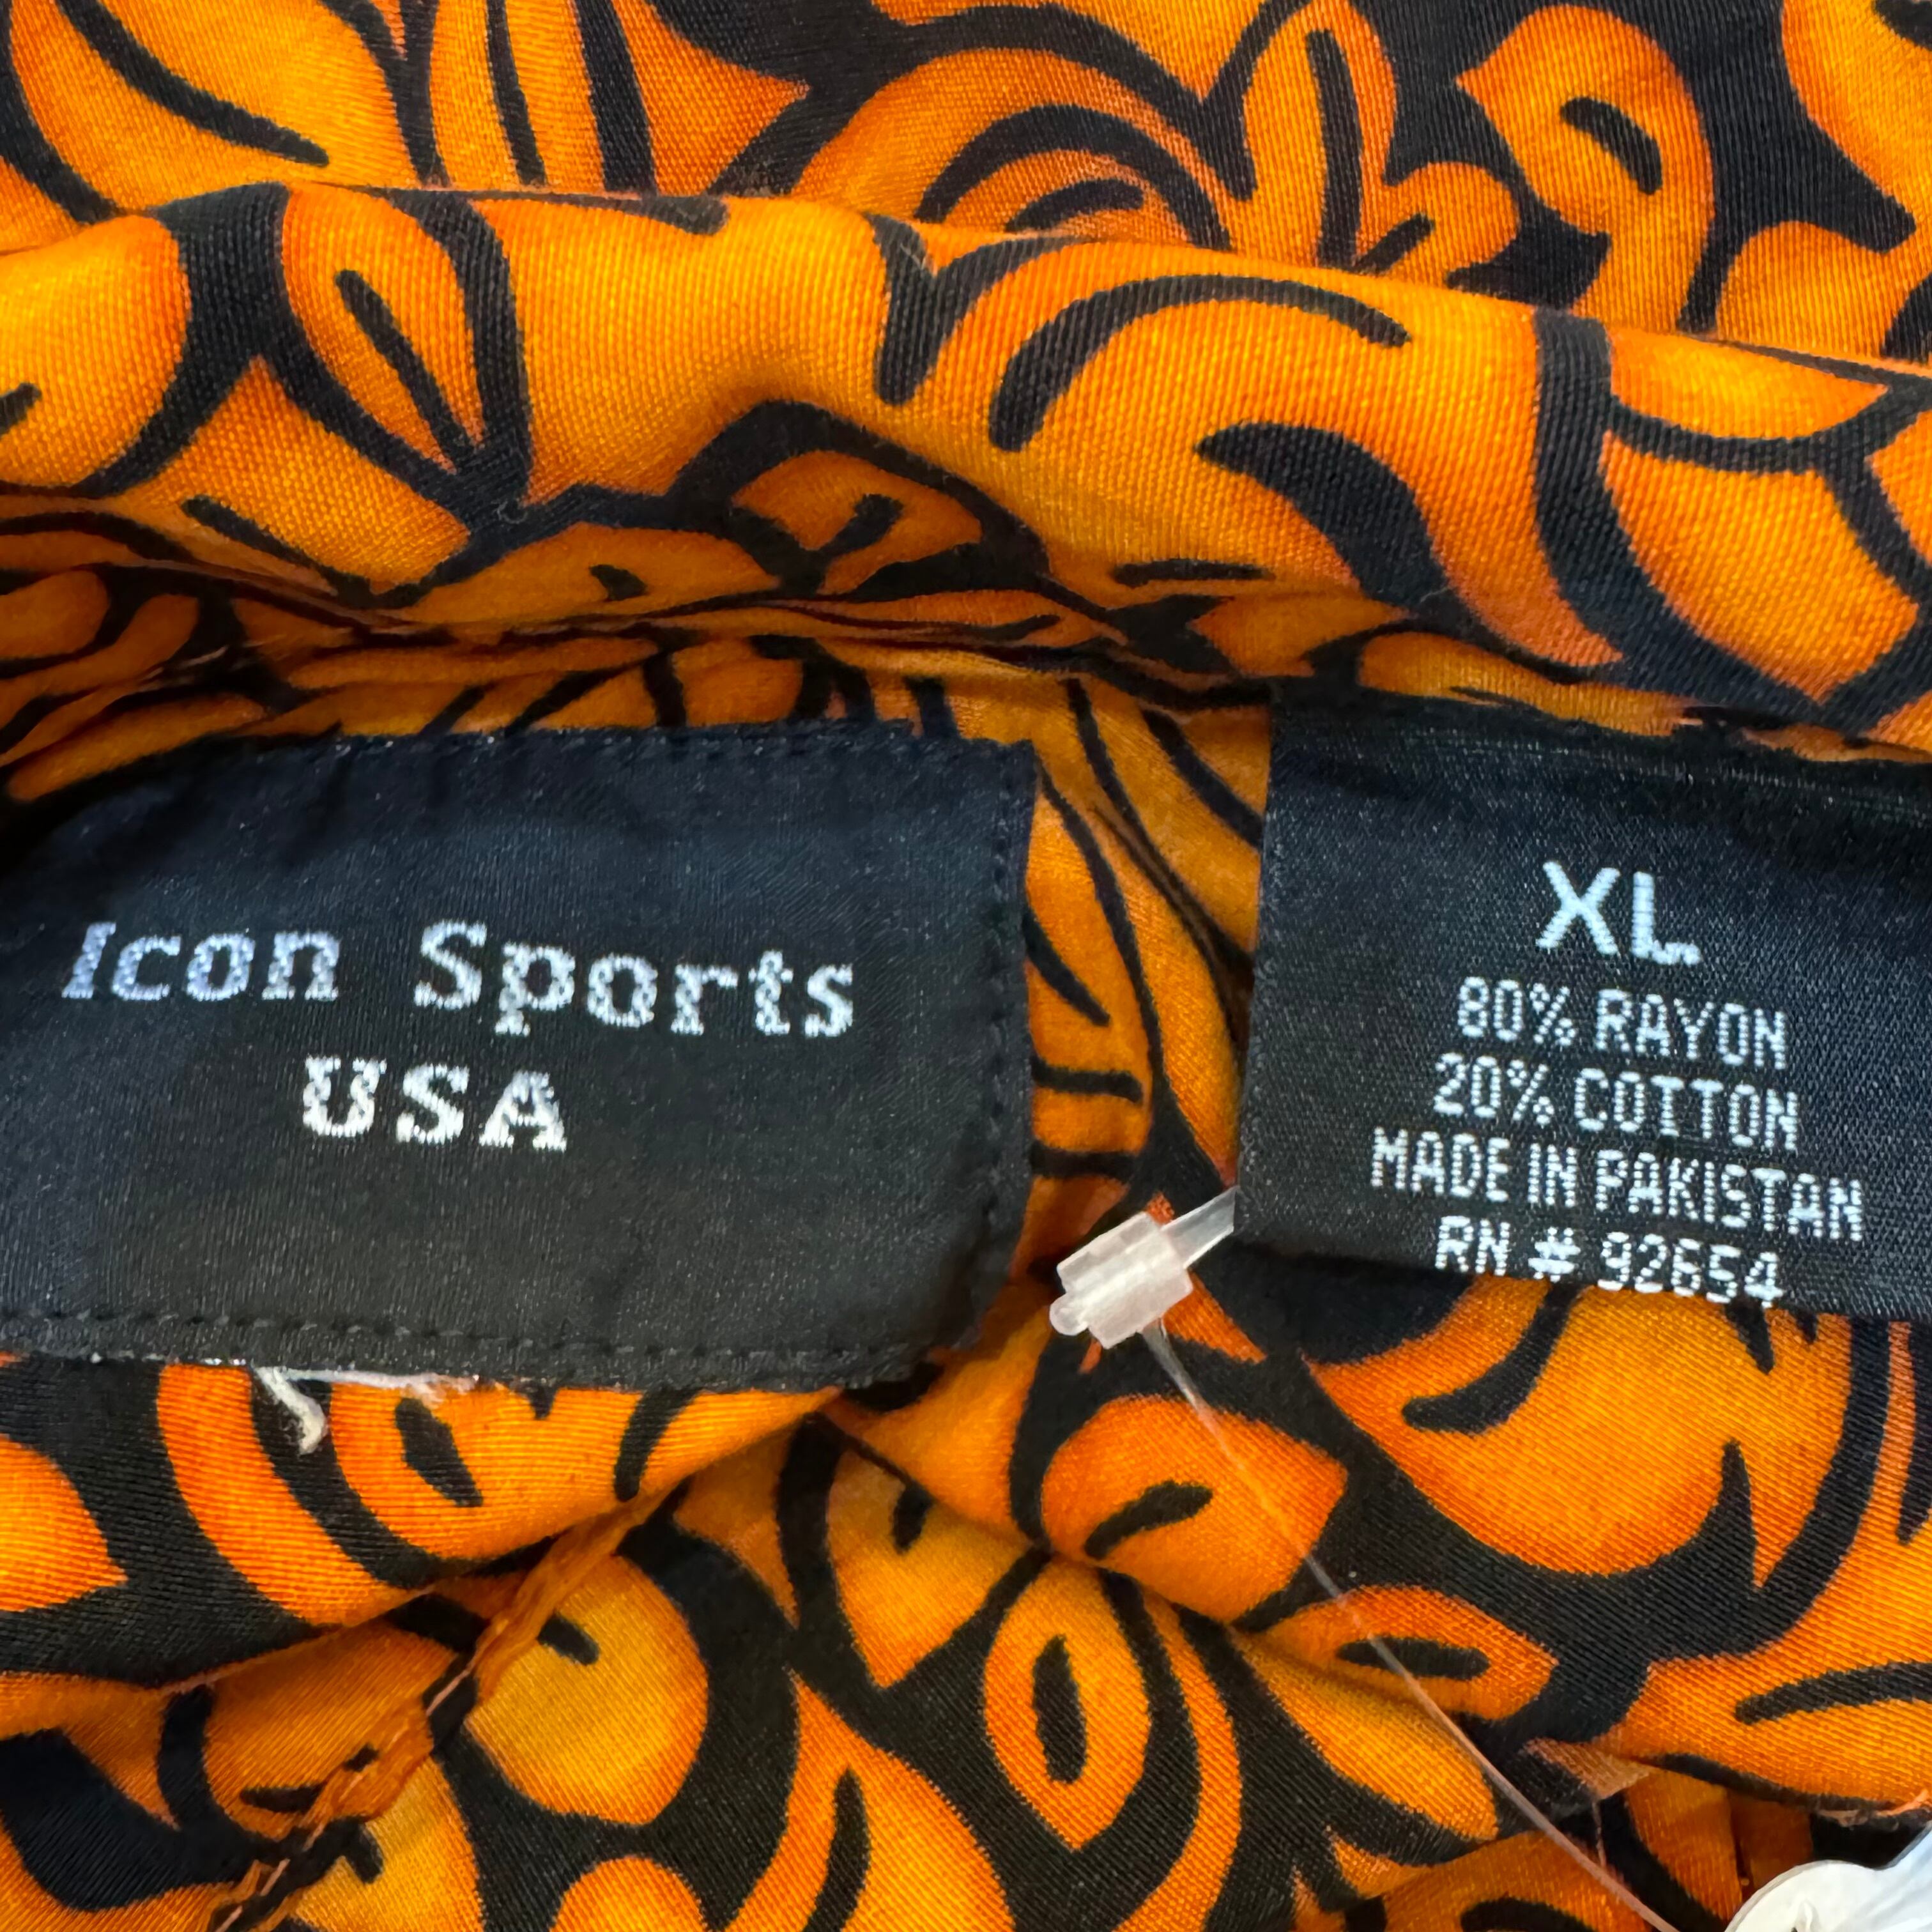 Icon Sports
USA
XL
80% RAYON
20% COTTON
MADE IN PAKISTAN
RN # 92654